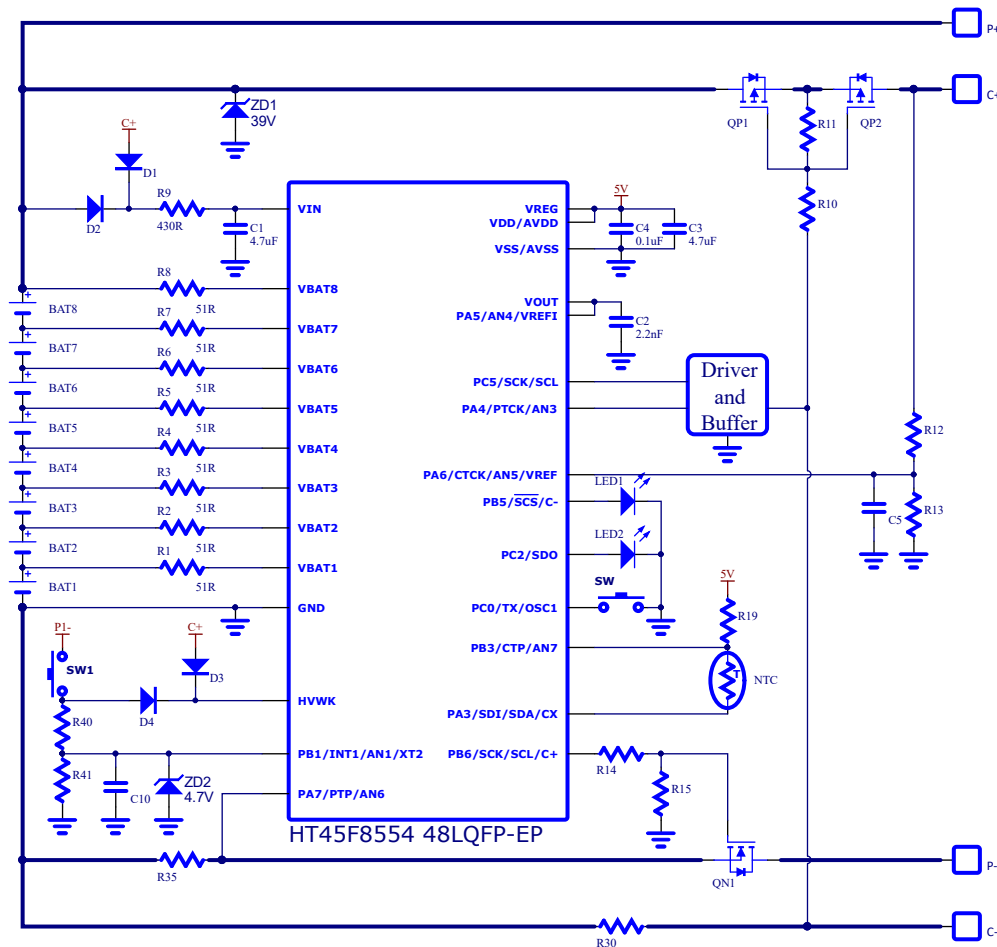 P+
C+
ZD1
39V
QP1
QP2
R11
R10
C+
D1
D2
R9
430R
C1
4.7uF
VIN
VREG
VDD/AVDD
VSS/AVSS
5V
C4
0.1uF
C3
4.7uF
R8
51R
VBAT8
BAT8
R7
51R
VBAT7
BAT7
R6
51R
VBAT6
BAT6
R5
51R
VBAT5
BAT5
R4
51R
VBAT4
BAT4
R3
51R
VBAT3
BAT3
R2
51R
VBAT2
BAT2
R1
51R
VBAT1
BAT1
GND
VOUT
PA5/AN4/VREFI
C2
2.2nF
PC5/SCK/SCL
PA4/PTCK/AN3
Driver
and
Buffer
R12
PA6/CTCK/AN5/VREF
C5
R13
LED1
PB5/SCS/C-
LED2
PC2/SDO
SW
PC0/TX/OSC1
5V
R19
PB3/CTP/AN7
T
NTC
PA3/SDI/SDA/CX
P1-
SW1
C+
D3
D4
HVWK
R40
PB1/INT1/AN1/XT2
PB6/SCK/SCL/C+
R14
R15
R41
C10
ZD2
4.7V
PA7/PTP/AN6
HT45F8554 48LQFP-EP
R35
QN1
P-
R30
C-